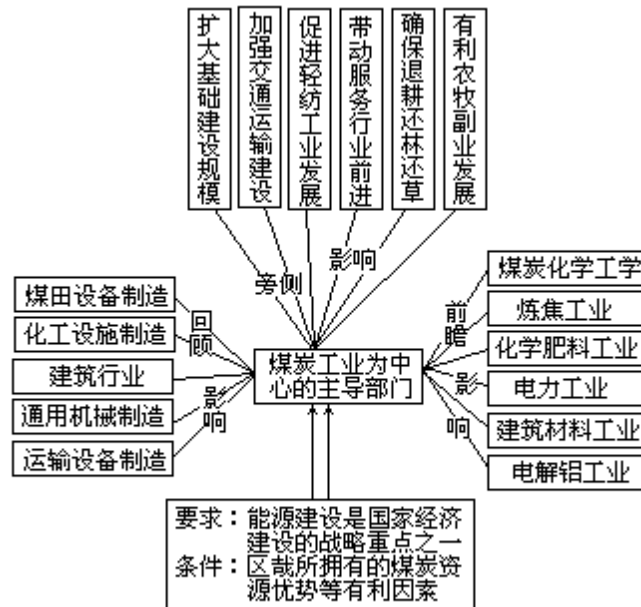 扩大基础建设规模
加强交通运输建设
促进轻纺工业发展
带动服务行业前进
确保退耕还林还草
有利农牧副业发展
旁侧
影响
煤田设备制造
化工设施制造
建筑行业
通用机械制造
运输设备制造
回顾
影响
煤炭工业为中
心的主导部门
前瞻
影
响
煤炭化学工学
炼焦工业
化学肥料工业
电力工业
建筑材料工业
电解铝工业
要求：能源建设是国家经济
建设的战略重点之一
条件：区哉所拥有的煤炭资
源优势等有利因素